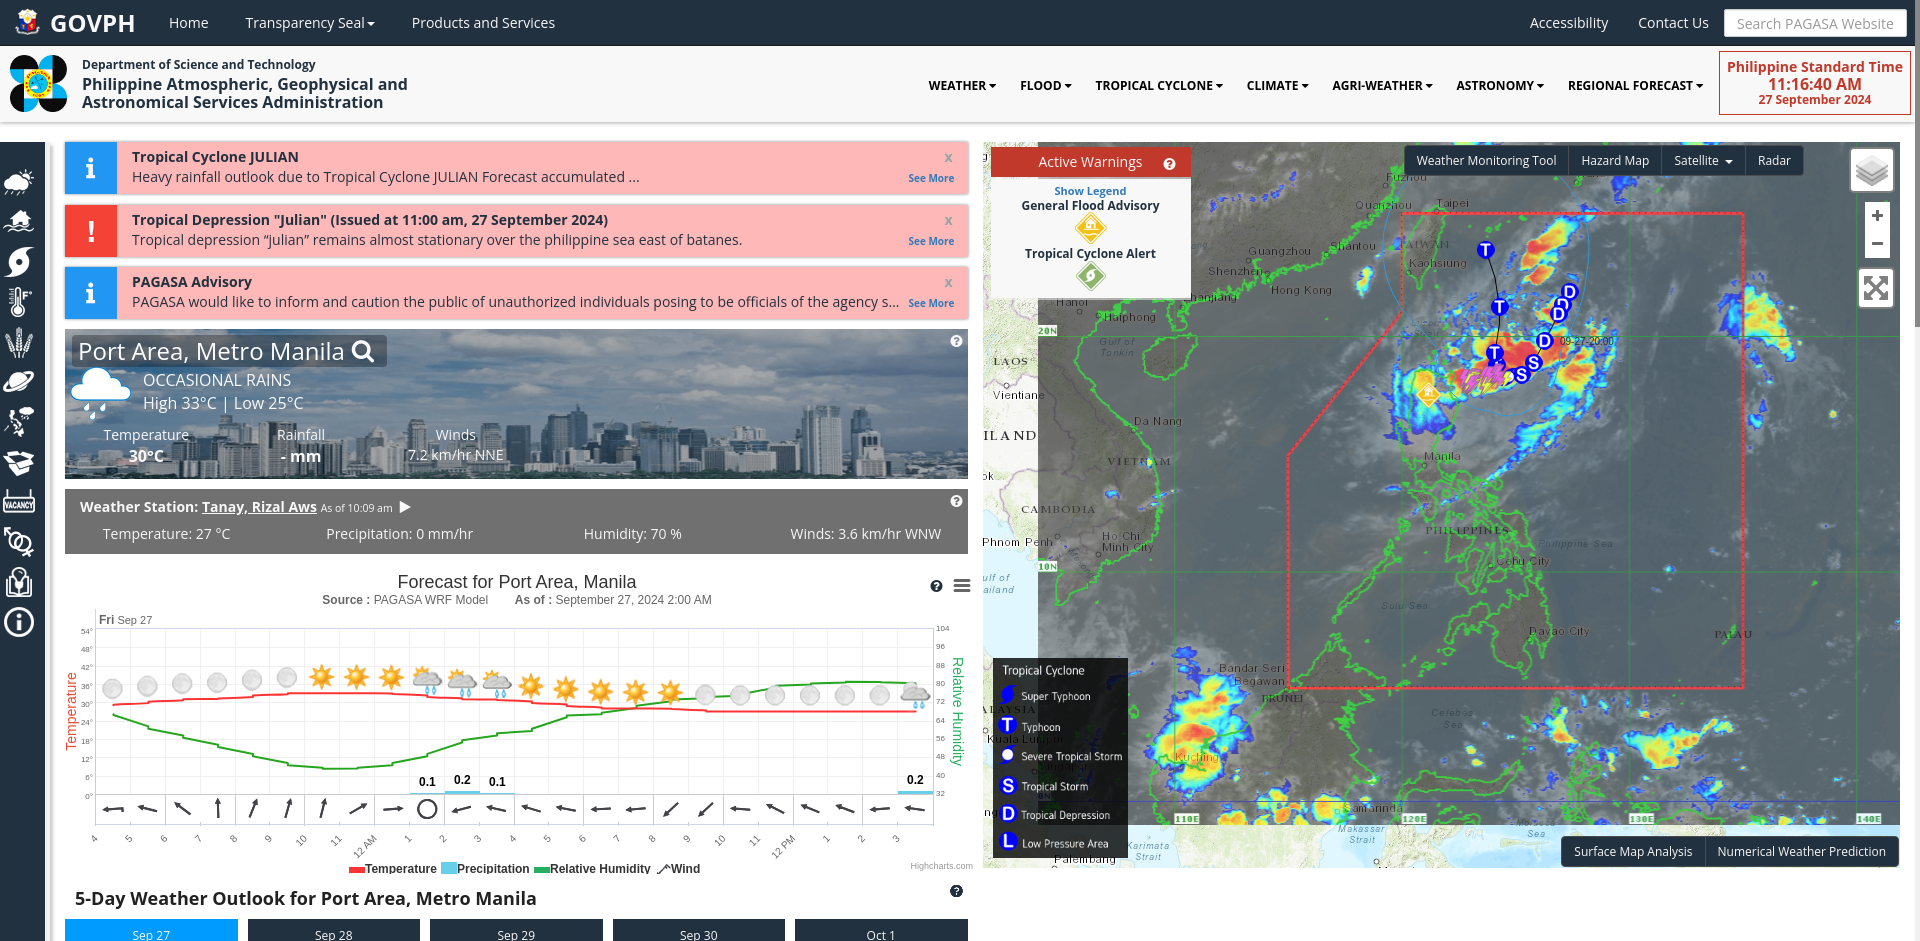 GOVPH
Home
Transparency Seal
Products and Services
Accessibility
Contact Us
Search PAGASA Website
Department of Science and Technology
Philippine Atmospheric, Geophysical and
Astronomical Services Administration
WEATHER
FLOOD
TROPICAL CYCLONE
CLIMATE
AGRI-WEATHER
ASTRONOMY
REGIONAL FORECAST
Philippine Standard Time
11:16:40 AM
27 September 2024
Tropical Cyclone JULIAN
x
Heavy rainfall outlook due to Tropical Cyclone JULIAN Forecast accumulated ...
See More
Tropical Depression "Julian" (Issued at 11:00 am, 27 September 2024)
x
Tropical depression “julian” remains almost stationary over the philippine sea east of batanes.
See More
PAGASA Advisory
x
PAGASA would like to inform and caution the public of unauthorized individuals posing to be officials of the agency s...
See More
Port Area, Metro Manila
OCCASIONAL RAINS
High 33°C | Low 25°C
Temperature
30°C
Rainfall
- mm
Winds
7.2 km/hr NNE
Weather Station: Tanay, Rizal Aws As of 10:09 am
Temperature: 27 °C
Precipitation: 0 mm/hr
Humidity: 70 %
Winds: 3.6 km/hr WNW
VACANCY
Forecast for Port Area, Manila
Source : PAGASA WRF Model As of : September 27, 2024 2:00 AM
Fri Sep 27
54°
48°
42°
36°
30°
24°
18°
12°
6°
0°
Temperature
104
96
88
80
72
64
56
48
40
32
Relative Humidity
0.1
0.2
0.1
0.2
4
5
6
7
8
9
10
11
12 AM
1
2
3
4
5
6
7
8
9
10
11
12 PM
1
2
3
Temperature
Precipitation
Relative Humidity
Wind
Highcharts.com
5-Day Weather Outlook for Port Area, Metro Manila
Sep 27
Sep 28
Sep 29
Sep 30
Oct 1
Active Warnings
Show Legend
General Flood Advisory
Tropical Cyclone Alert
Weather Monitoring Tool
Hazard Map
Satellite
Radar
+
−
Fuzhou
Quanzhou
Taipei
TAIWAN
Kaohsiung
Guangzhou
Shantou
Shenzhen
Hong Kong
Zhanjiang
Hanoi
Haiphong
20N
Gulf of
Tonkin
LAOS
Vientiane
ILAND
Da Nang
VIETNAM
CAMBODIA
Phnom Penh
Ho Chi
Minh City
10N
ulf of
ailand
T
T
T
D
D
D
D
S
S
09-27-20:00
Manila
PHILIPPINES
Philippine Sea
Cebu City
Sulu Sea
Davao City
PALAU
Bandar Seri
Begawan
BRUNEI
Celebes
Sea
ALAYSIA
Kuala Lumpur
Kuching
Samarinda
110E
120E
130E
140E
Makassar
Strait
Karimata
Strait
Palembang
Tropical Cyclone
Super Typhoon
T Typhoon
Severe Tropical Storm
S Tropical Storm
D Tropical Depression
L Low Pressure Area
Surface Map Analysis
Numerical Weather Prediction